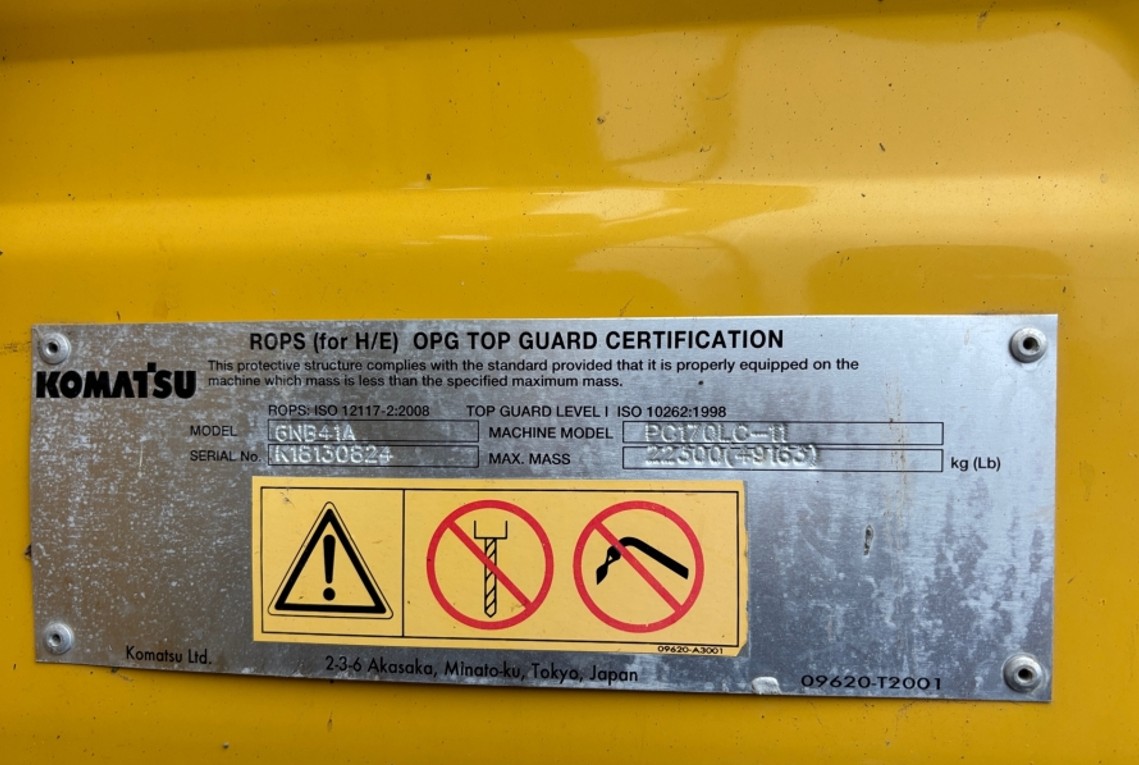 ROPS (for H/E) OPG TOP GUARD CERTIFICATION
KOMATSU
This protective structure complies with the standard provided that it is properly equipped on the
machine which mass is less than the specified maximum mass.
ROPS: ISO 12117-2:2008 TOP GUARD LEVEL I ISO 10262:1998
MODEL 6NB41A MACHINE MODEL PC170LC-11
SERIAL No. K18130824 MAX. MASS 22300(49163) kg (Lb)
09620-A3001
Komatsu Ltd. 2-3-6 Akasaka, Minato-ku, Tokyo, Japan 09620-T2001